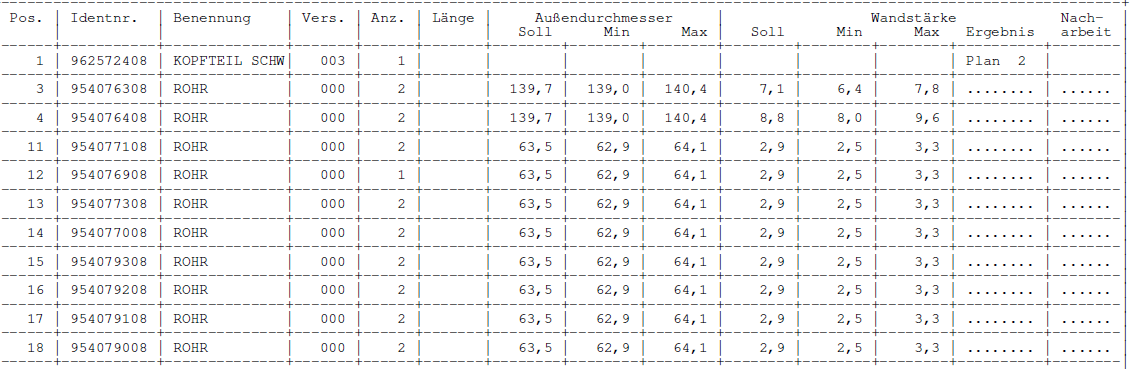 Pos. | Identnr. | Benennung | Vers. | Anz. | Länge | Außendurchmesser | Wandstärke Nach-
Soll Min Max | Soll Min Max Ergebnis arbeit
1 | 962572408 | KOPFTEIL SCHW | 003 | 1 | | | | | | | | Plan 2 |
3 | 954076308 | ROHR | 000 | 2 | | 139,7 | 139,0 | 140,4 | 7,1 | 6,4 | 7,8 | ........ | ......
4 | 954076408 | ROHR | 000 | 2 | | 139,7 | 139,0 | 140,4 | 8,8 | 8,0 | 9,6 | ........ | ......
11 | 954077108 | ROHR | 000 | 2 | | 63,5 | 62,9 | 64,1 | 2,9 | 2,5 | 3,3 | ........ | ......
12 | 954076908 | ROHR | 000 | 1 | | 63,5 | 62,9 | 64,1 | 2,9 | 2,5 | 3,3 | ........ | ......
13 | 954077308 | ROHR | 000 | 2 | | 63,5 | 62,9 | 64,1 | 2,9 | 2,5 | 3,3 | ........ | ......
14 | 954077008 | ROHR | 000 | 2 | | 63,5 | 62,9 | 64,1 | 2,9 | 2,5 | 3,3 | ........ | ......
15 | 954079308 | ROHR | 000 | 2 | | 63,5 | 62,9 | 64,1 | 2,9 | 2,5 | 3,3 | ........ | ......
16 | 954079208 | ROHR | 000 | 2 | | 63,5 | 62,9 | 64,1 | 2,9 | 2,5 | 3,3 | ........ | ......
17 | 954079108 | ROHR | 000 | 2 | | 63,5 | 62,9 | 64,1 | 2,9 | 2,5 | 3,3 | ........ | ......
18 | 954079008 | ROHR | 000 | 2 | | 63,5 | 62,9 | 64,1 | 2,9 | 2,5 | 3,3 | ........ | ......